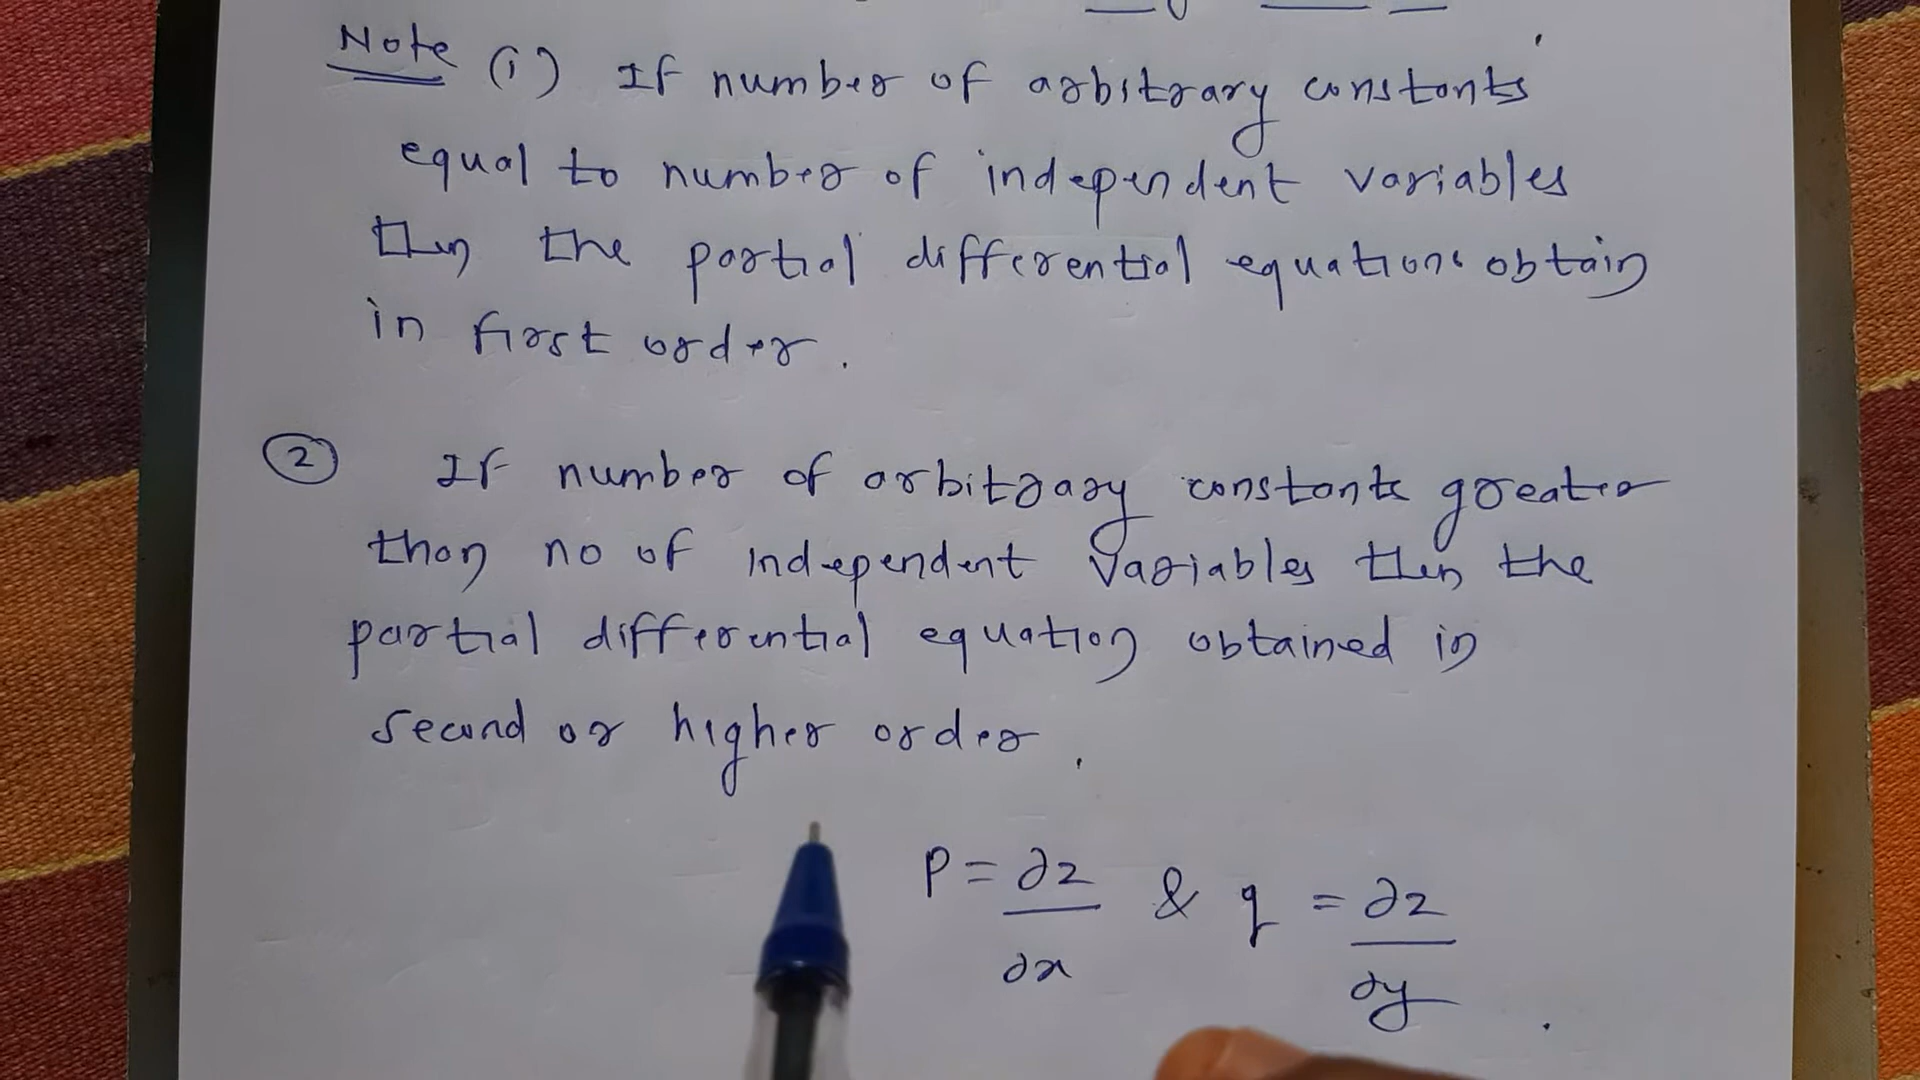 Note (i) If number of arbitrary constants
equal to number of independent variables
then the partial differential equations obtain
in first order.
2 If number of arbitrary constants greater
than no of independent variables then the
partial differential equation obtained in
second or higher order.
P = ∂z/∂x & q = ∂z/∂y.